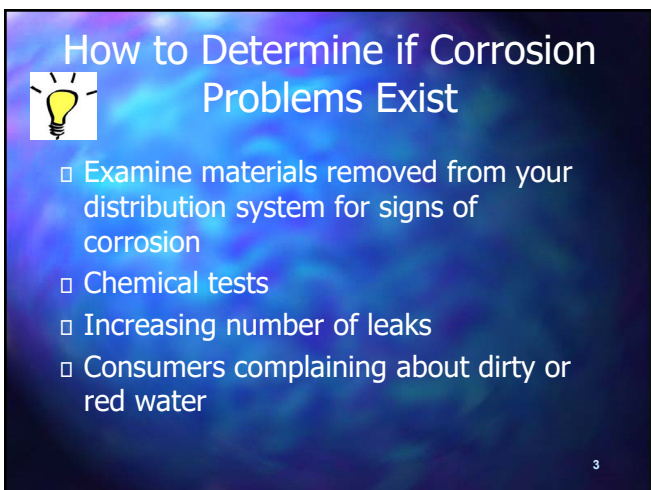 How to Determine if Corrosion
Problems Exist
▯ Examine materials removed from your
distribution system for signs of
corrosion
▯ Chemical tests
▯ Increasing number of leaks
▯ Consumers complaining about dirty or
red water
3